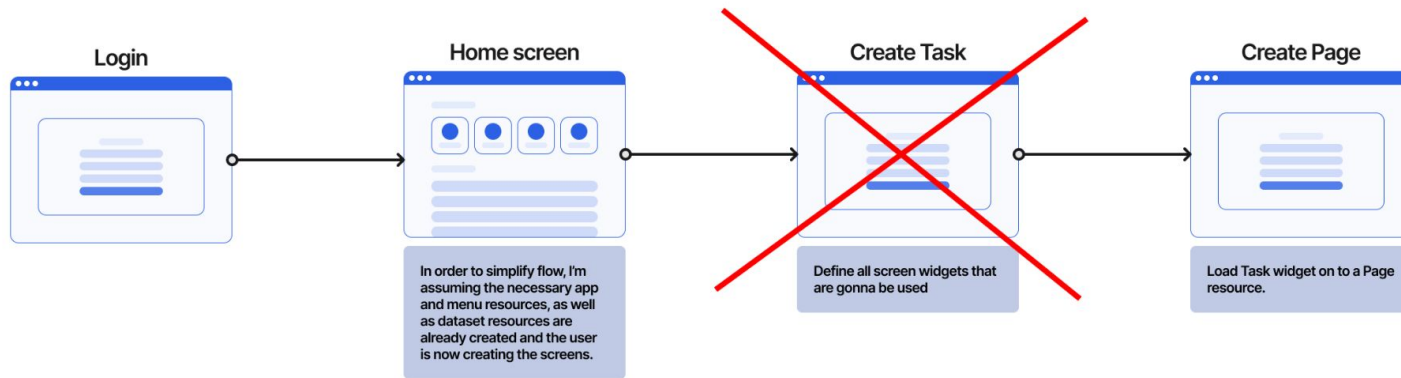 Login
Home screen
Create Task
Create Page
In order to simplify flow, I'm
assuming the necessary app
and menu resources, as well
as dataset resources are
already created and the user
is now creating the screens.
Define all screen widgets that
are gonna be used
Load Task widget on to a Page
resource.